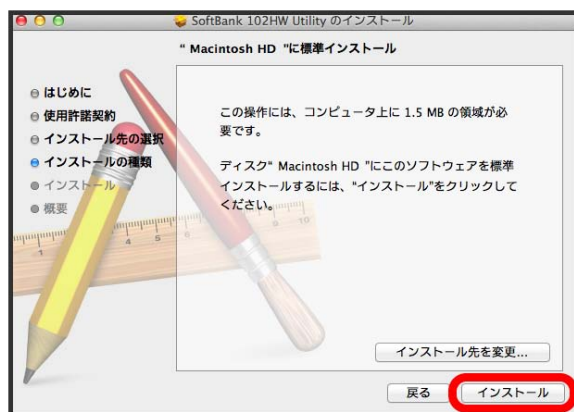 SoftBank 102HW Utility のインストール
“ Macintosh HD ”に標準インストール
はじめに
使用許諾契約
インストール先の選択
インストールの種類
インストール
概要
この操作には、コンピュータ上に 1.5 MB の領域が必
要です。
ディスク“ Macintosh HD ”にこのソフトウェアを標準
インストールするには、“インストール”をクリックして
ください。
1 4 5 6 9 10
インストール先を変更...
戻る インストール